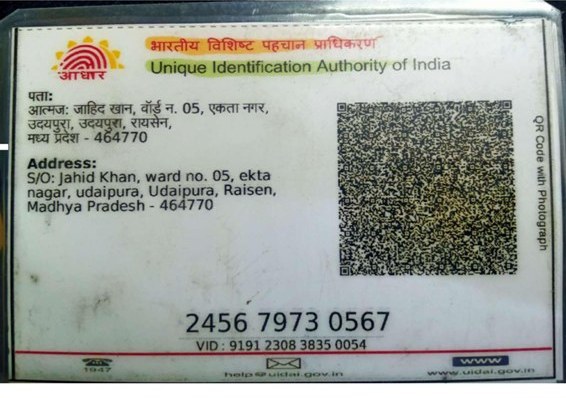 आधार
भारतीय विशिष्ट पहचान प्राधिकरण
Unique Identification Authority of India
पता:
आत्मज: जाहिद खान, वॉर्ड न. 05, एकता नगर,
उदयपुरा, उदयपुरा, रायसेन,
मध्य प्रदेश - 464770
Address:
S/O: Jahid Khan, ward no. 05, ekta
nagar, udaipura, Udaipura, Raisen,
Madhya Pradesh - 464770
QR Code with Photograph
2456 7973 0567
VID : 9191 2308 3835 0054
1947
help@uidai.gov.in
www
www.uidai.gov.in